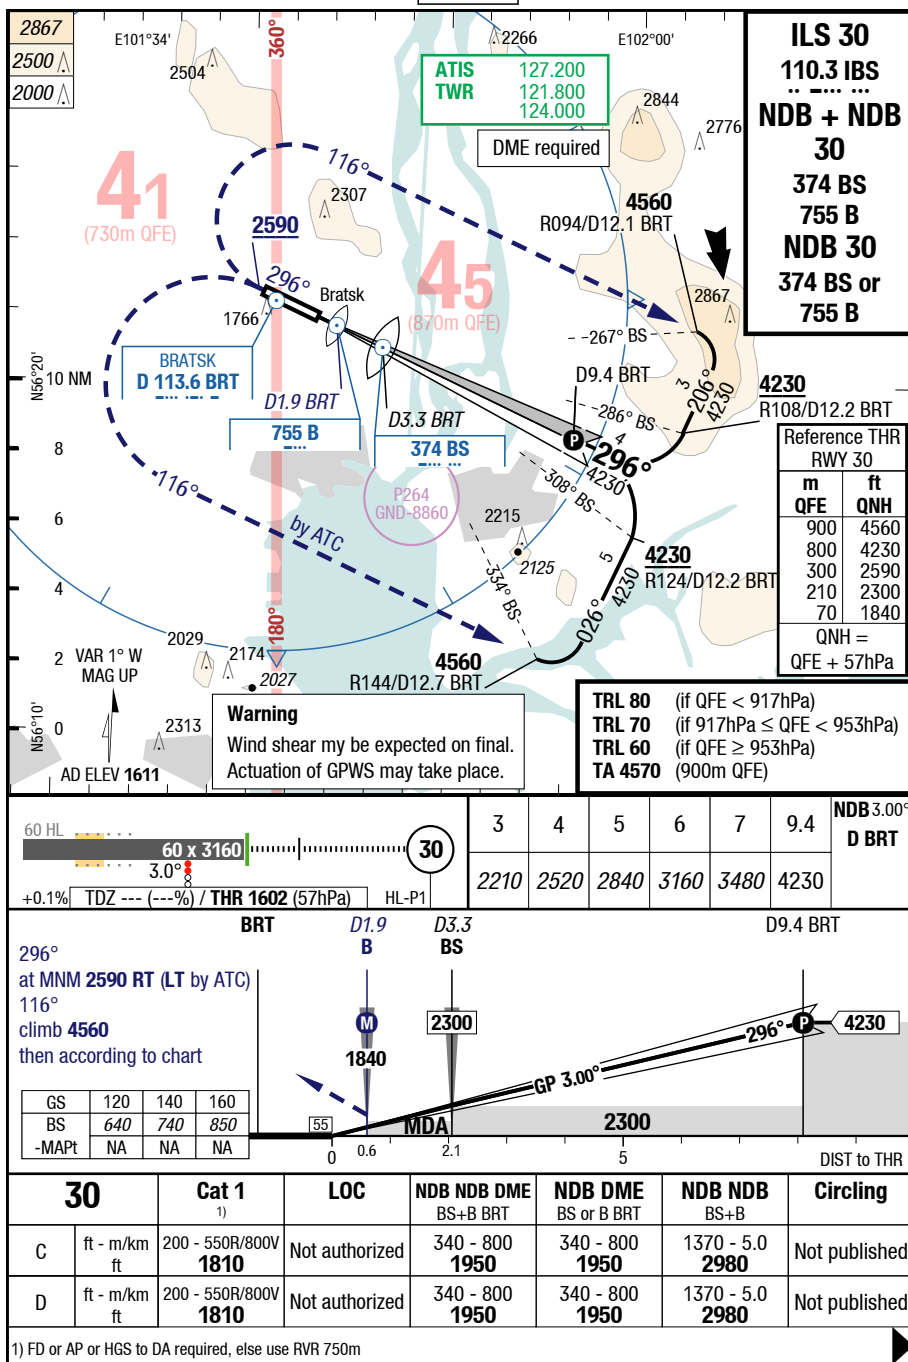 2867
2500
2000
E101°34'
360°
2504
2266
E102°00'
ATIS 127.200
TWR 121.800
124.000
DME required
2844
2776
ILS 30
110.3 IBS
NDB + NDB
30
374 BS
755 B
NDB 30
374 BS or
755 B
41
(730m QFE)
116°
2307
2590
45
(870m QFE)
4560
R094/D12.1 BRT
296°
Bratsk
1766
2867
267° BS
BRATSK
D 113.6 BRT
D1.9 BRT
755 B
D3.3 BRT
374 BS
D9.4 BRT
3
206°
4230
4230
R108/D12.2 BRT
286° BS
4
296°
4230
308° BS
N56°20'
10 NM
8
6
4
2
0
N56°10'
116°
by ATC
P264
GND-8860
2215
2125
334° BS
5
4230
026°
4230
R124/D12.2 BRT
4560
R144/D12.7 BRT
Reference THR
RWY 30
m ft
QFE QNH
900 4560
800 4230
300 2590
210 2300
70 1840
QNH =
QFE + 57hPa
180°
2029
2174
2027
2313
VAR 1° W
MAG UP
AD ELEV 1611
Warning
Wind shear my be expected on final.
Actuation of GPWS may take place.
TRL 80 (if QFE < 917hPa)
TRL 70 (if 917hPa ≤ QFE < 953hPa)
TRL 60 (if QFE ≥ 953hPa)
TA 4570 (900m QFE)
60 HL
60 x 3160
30
3.0°
+0.1% TDZ --- (---%) / THR 1602 (57hPa) HL-P1
3 4 5 6 7 9.4 NDB 3.00°
D BRT
2210 2520 2840 3160 3480 4230
BRT D1.9 D3.3 D9.4 BRT
B BS
296°
at MNM 2590 RT (LT by ATC)
116°
climb 4560
then according to chart
M
1840
2300
P
296°
4230
GP 3.00°
MDA
2300
55
0 0.6 2.1 5 DIST to THR
GS 120 140 160
BS 640 740 850
-MAPt NA NA NA
30 Cat 1 LOC NDB NDB DME NDB DME NDB NDB Circling
1) BS+B BRT BS or B BRT BS+B
C ft - m/km 200 - 550R/800V Not authorized 340 - 800 340 - 800 1370 - 5.0 Not published
ft 1810 1950 1950 2980
D ft - m/km 200 - 550R/800V Not authorized 340 - 800 340 - 800 1370 - 5.0 Not published
ft 1810 1950 1950 2980
1) FD or AP or HGS to DA required, else use RVR 750m